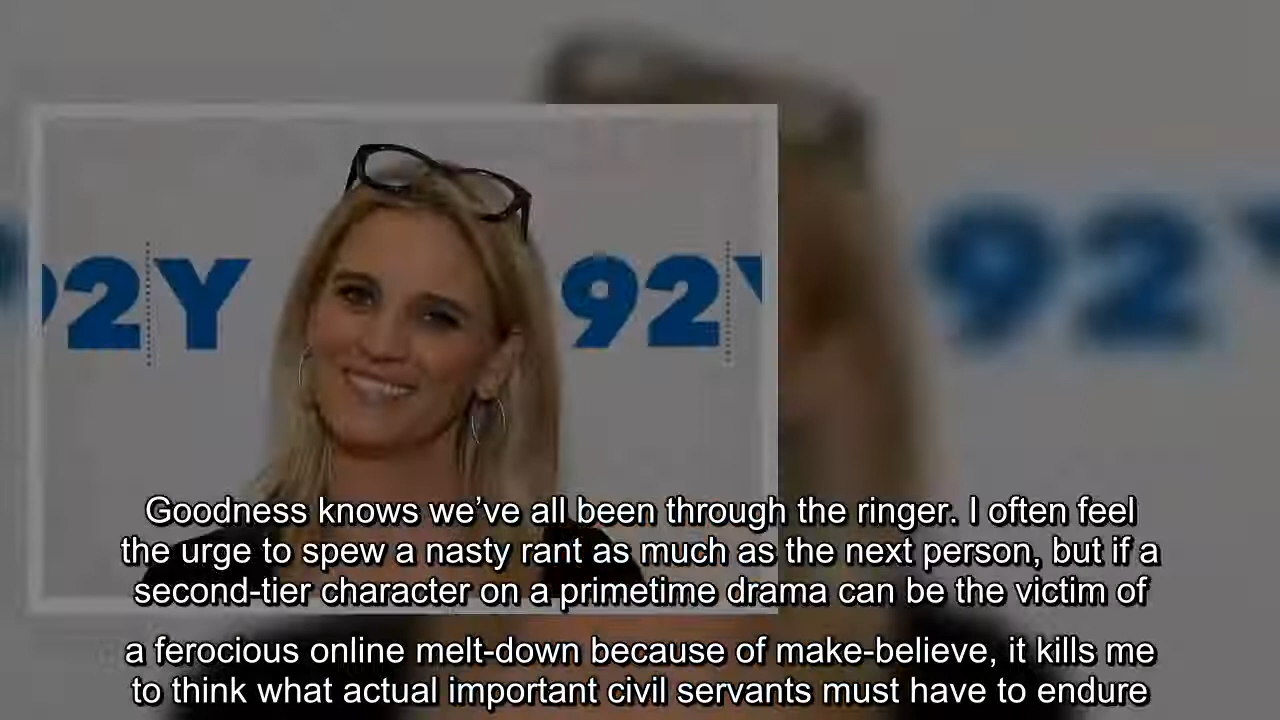 92Y
92
92
Goodness knows we’ve all been through the ringer. I often feel
the urge to spew a nasty rant as much as the next person, but if a
second-tier character on a primetime drama can be the victim of
a ferocious online melt-down because of make-believe, it kills me
to think what actual important civil servants must have to endure